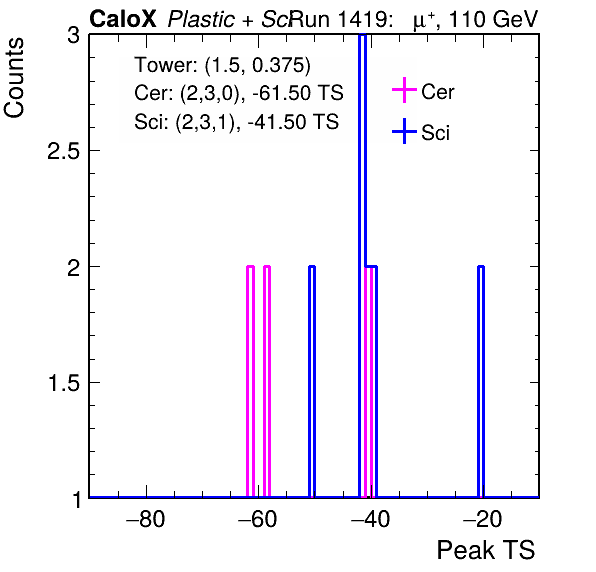 CaloX Plastic + Sci Run 1419: μ+, 110 GeV
Counts
Tower: (1.5, 0.375)
Cer: (2,3,0), -61.50 TS
Sci: (2,3,1), -41.50 TS
Cer
Sci
3
2.5
2
1.5
1
−80 −60 −40 −20
Peak TS